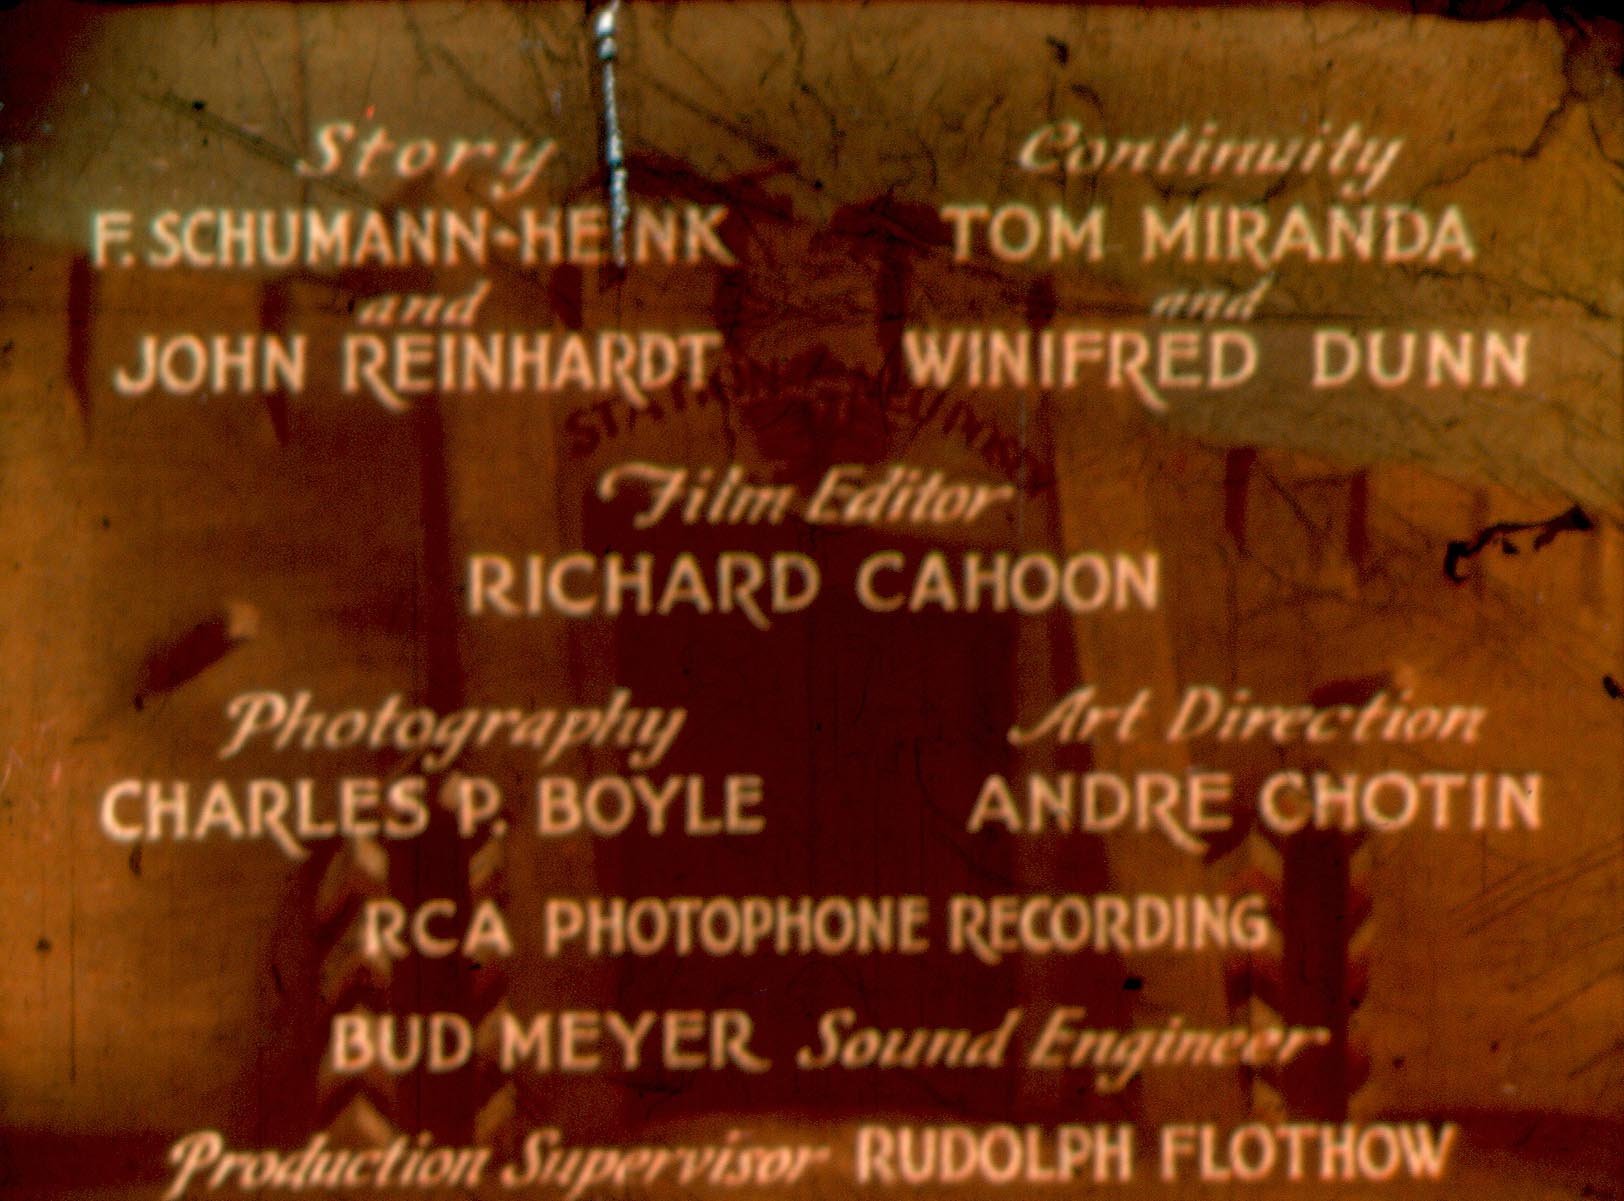 Story
F. SCHUMANN-HEINK
and
JOHN REINHARDT
Continuity
TOM MIRANDA
and
WINIFRED DUNN
Film Editor
RICHARD CAHOON
Photography
CHARLES P. BOYLE
Art Direction
ANDRE CHOTIN
RCA PHOTOPHONE RECORDING
BUD MEYER Sound Engineer
Production Supervisor RUDOLPH FLOTHOW